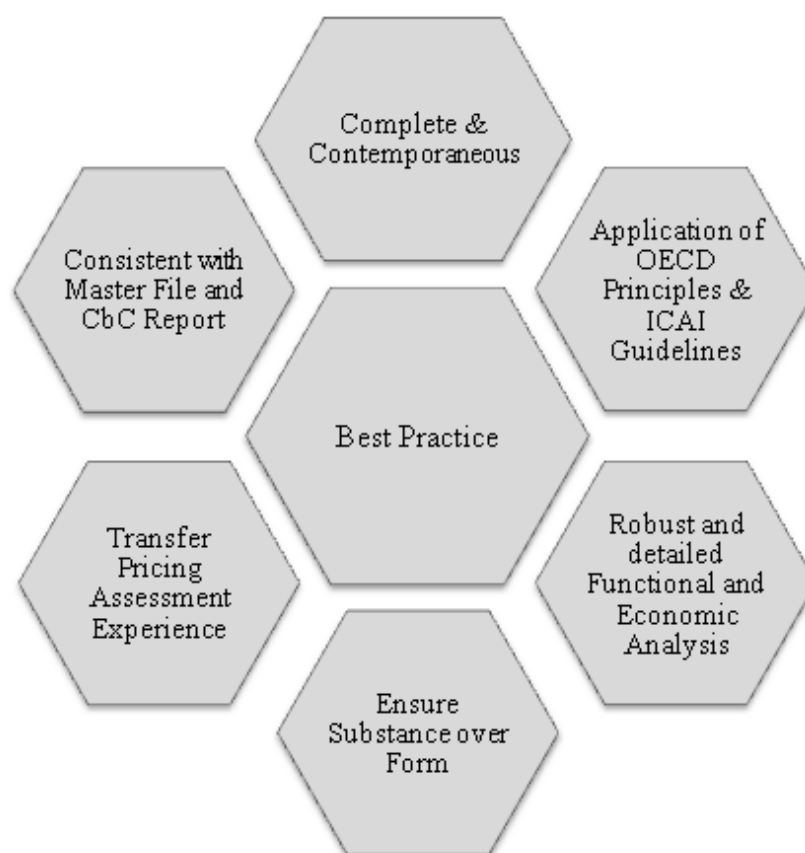 Complete &
Contemporaneous
Application of
OECD
Principles &
ICAI
Guidelines
Robust and
detailed
Functional and
Economic
Analysis
Ensure
Substance over
Form
Transfer
Pricing
Assessment
Experience
Consistent with
Master File and
CbC Report
Best Practice